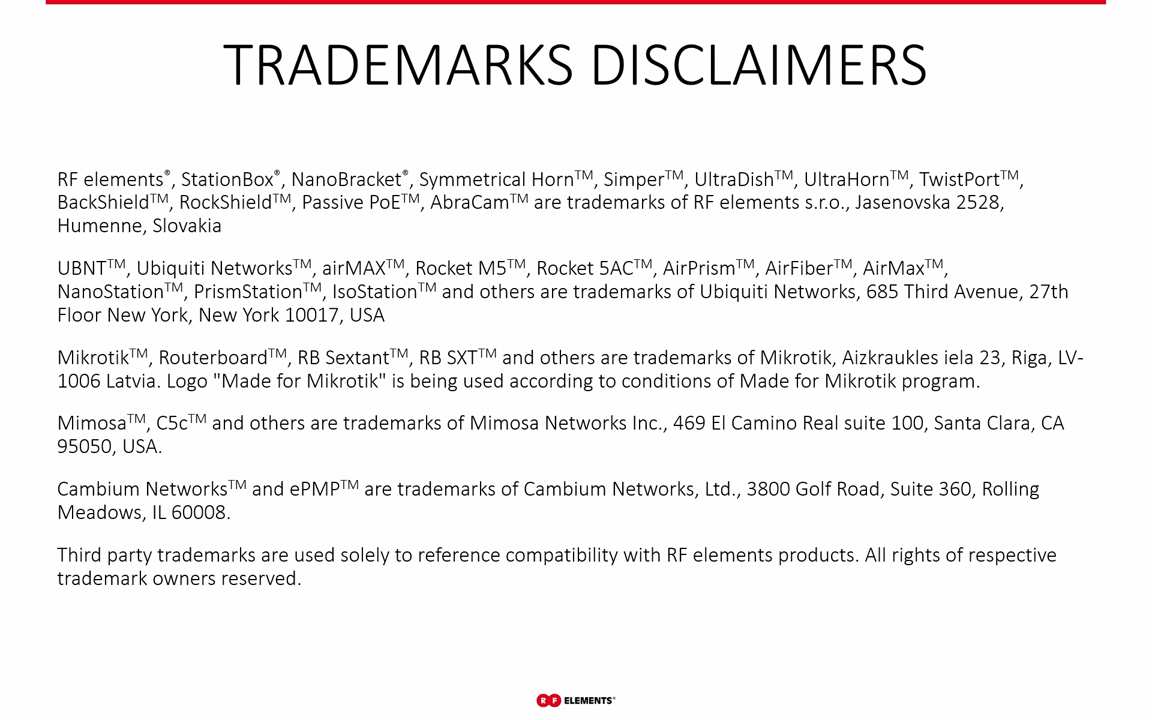 TRADEMARKS DISCLAIMERS
RF elements®, StationBox®, NanoBracket®, Symmetrical Horn™, Simper™, UltraDish™, UltraHorn™, TwistPort™,
BackShield™, RockShield™, Passive PoE™, AbraCam™ are trademarks of RF elements s.r.o., Jasenovska 2528,
Humenne, Slovakia
UBNT™, Ubiquiti Networks™, airMAX™, Rocket M5™, Rocket 5AC™, AirPrism™, AirFiber™, AirMax™,
NanoStation™, PrismStation™, IsoStation™ and others are trademarks of Ubiquiti Networks, 685 Third Avenue, 27th
Floor New York, New York 10017, USA
Mikrotik™, Routerboard™, RB Sextant™, RB SXT™ and others are trademarks of Mikrotik, Aizkraukles iela 23, Riga, LV-
1006 Latvia. Logo "Made for Mikrotik" is being used according to conditions of Made for Mikrotik program.
Mimosa™, C5c™ and others are trademarks of Mimosa Networks Inc., 469 El Camino Real suite 100, Santa Clara, CA
95050, USA.
Cambium Networks™ and ePMP™ are trademarks of Cambium Networks, Ltd., 3800 Golf Road, Suite 360, Rolling
Meadows, IL 60008.
Third party trademarks are used solely to reference compatibility with RF elements products. All rights of respective
trademark owners reserved.
RF ELEMENTS®